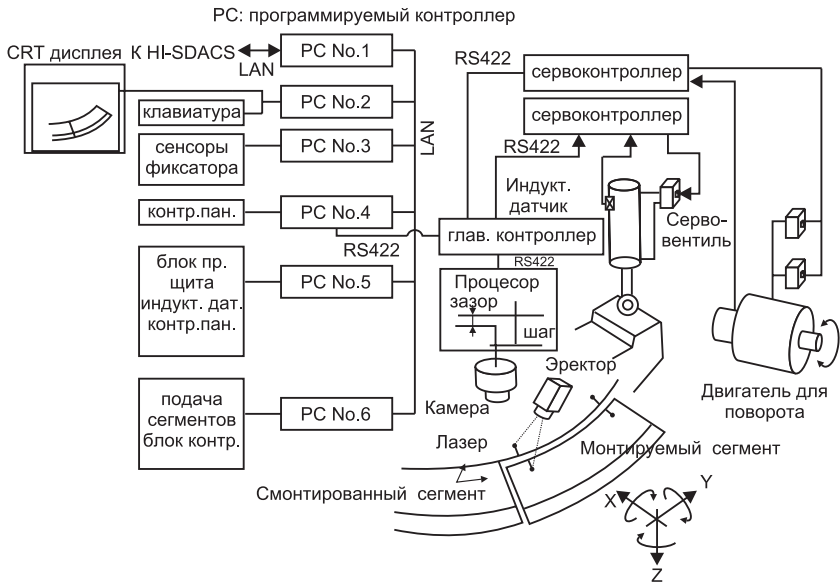 PC: программируемый контроллер
CRT дисплея
К HI-SDACS
LAN
PC No.1
клавиатура
PC No.2
сенсоры
фиксатора
PC No.3
LAN
контр.пан.
PC No.4
RS422
блок пр.
щита
индукт. дат.
контр.пан.
PC No.5
подача
сегментов
блок контр.
PC No.6
RS422
сервоконтроллер
сервоконтроллер
RS422
Индукт.
датчик
глав. контроллер
RS422
Серво-
вентиль
Процесор
зазор
шаг
Камера
Эректор
Лазер
Двигатель для
поворота
Монтируемый сегмент
Смонтированный сегмент
X
Y
Z